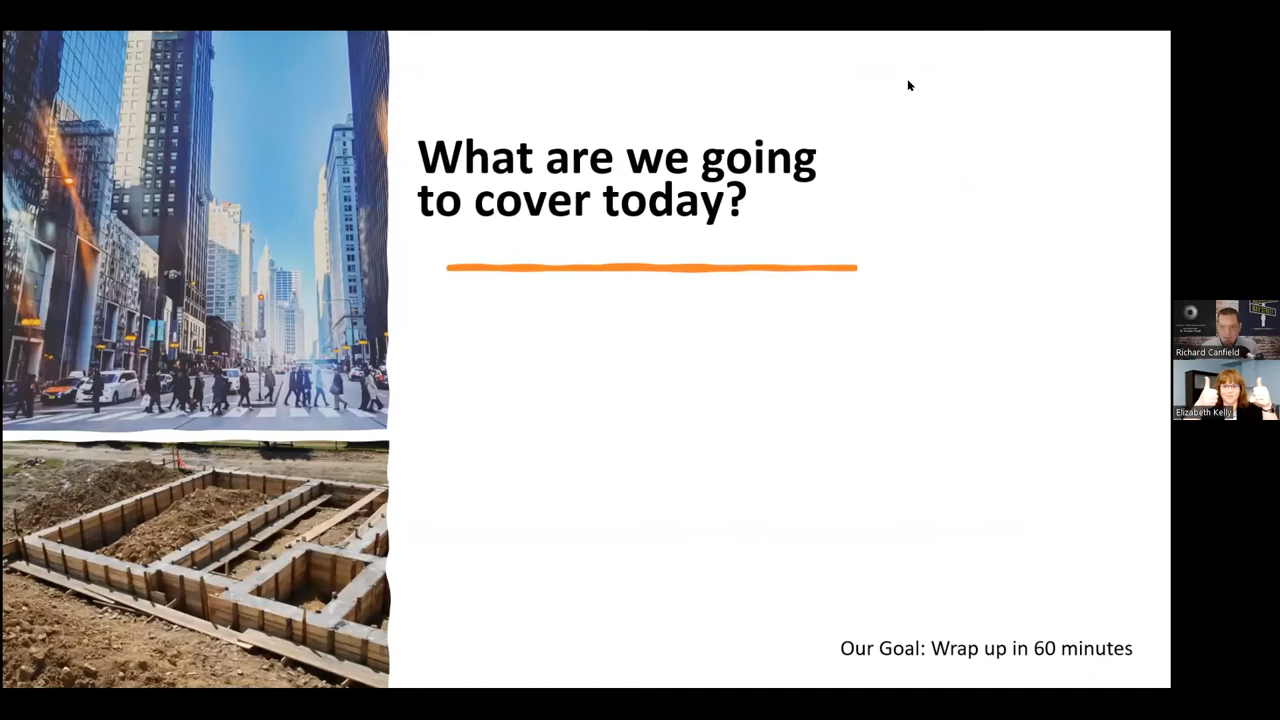 What are we going
to cover today?
Our Goal: Wrap up in 60 minutes
Richard Canfield
Elizabeth Kelly